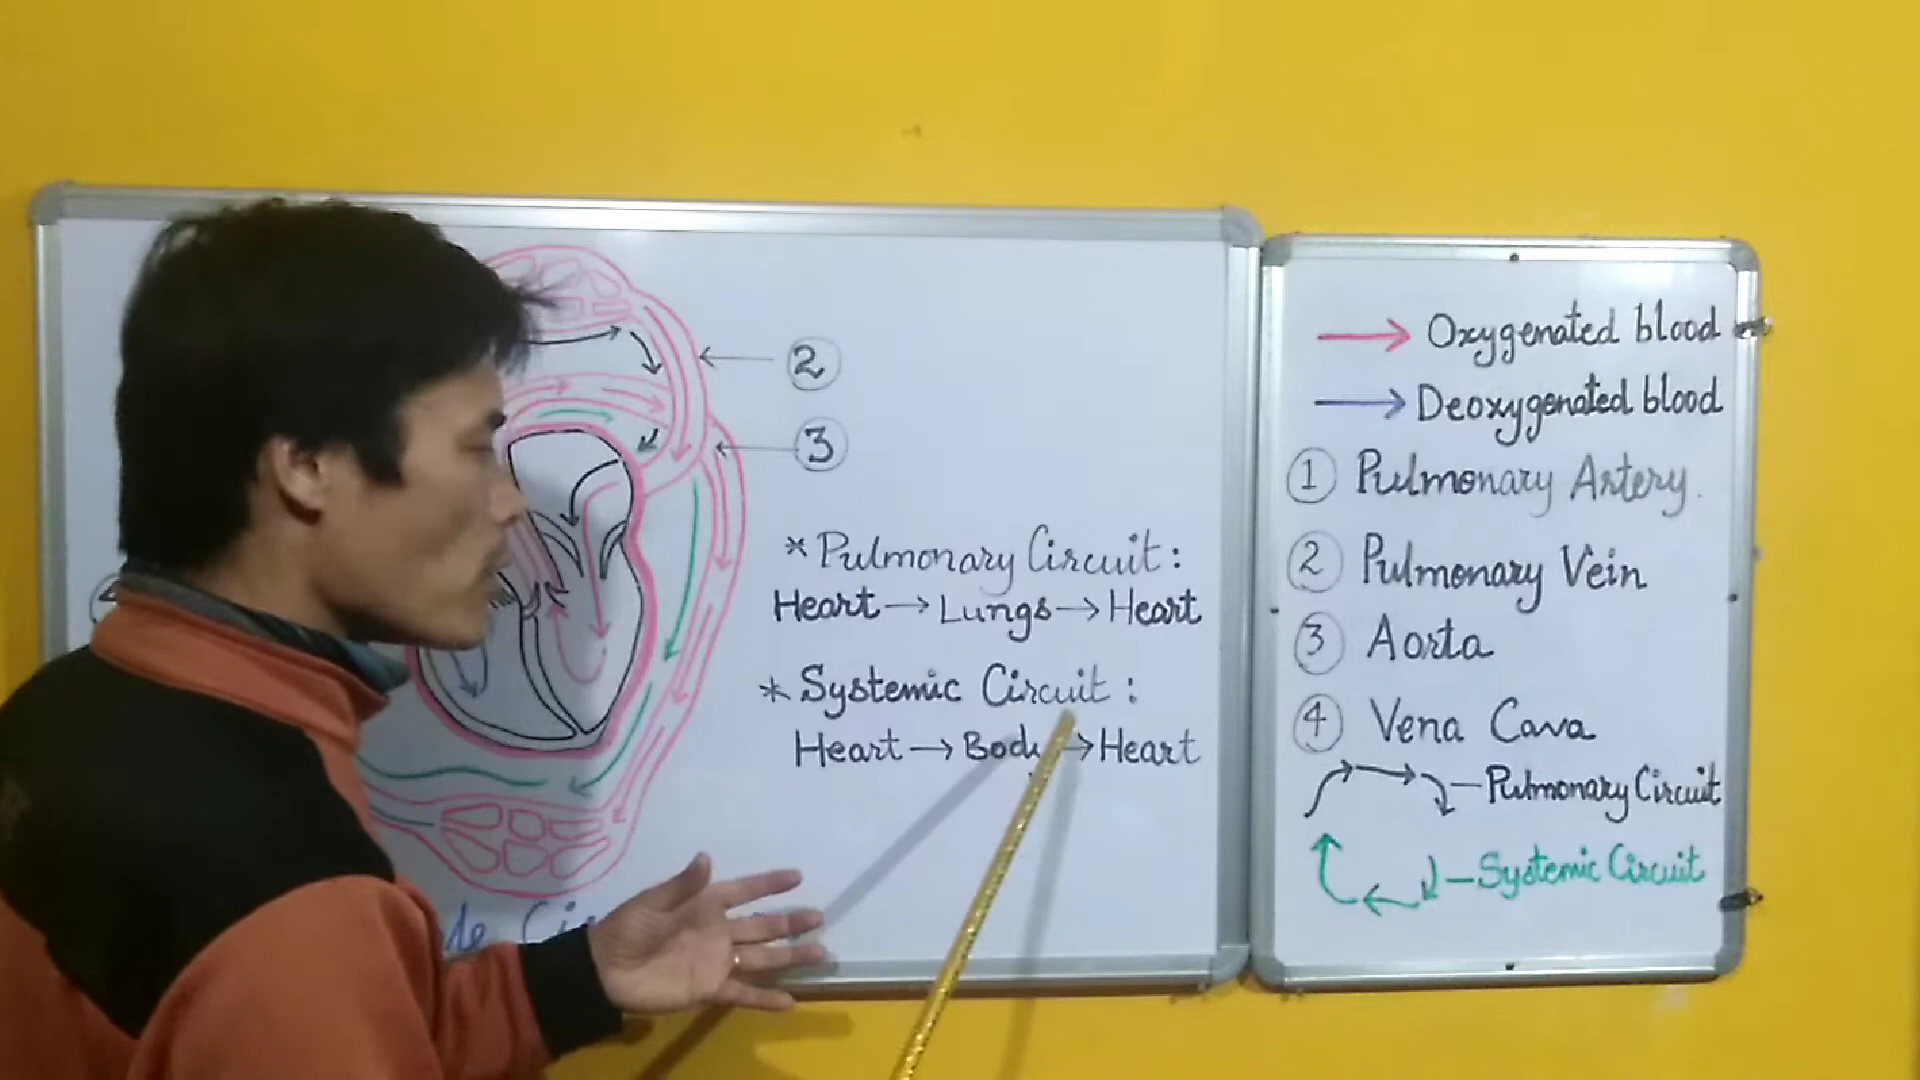 2
3
* Pulmonary Circuit:
Heart → Lungs → Heart
* Systemic Circuit:
Heart → Body → Heart
→ Oxygenated blood
→ Deoxygenated blood
1 Pulmonary Artery.
2 Pulmonary Vein
3 Aorta
4 Vena Cava
Pulmonary Circuit
Systemic Circuit